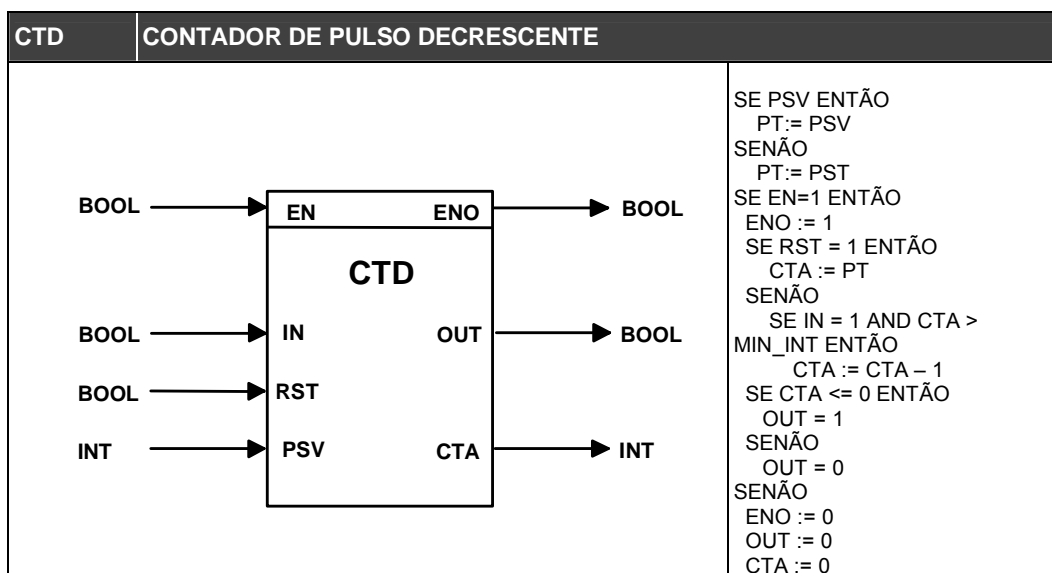 CTD CONTADOR DE PULSO DECRESCENTE
BOOL EN ENO BOOL
CTD
BOOL IN OUT BOOL
BOOL RST
INT PSV CTA INT
SE PSV ENTÃO
PT:= PSV
SENÃO
PT:= PST
SE EN=1 ENTÃO
ENO := 1
SE RST = 1 ENTÃO
CTA := PT
SENÃO
SE IN = 1 AND CTA >
MIN_INT ENTÃO
CTA := CTA – 1
SE CTA <= 0 ENTÃO
OUT = 1
SENÃO
OUT = 0
SENÃO
ENO := 0
OUT := 0
CTA := 0